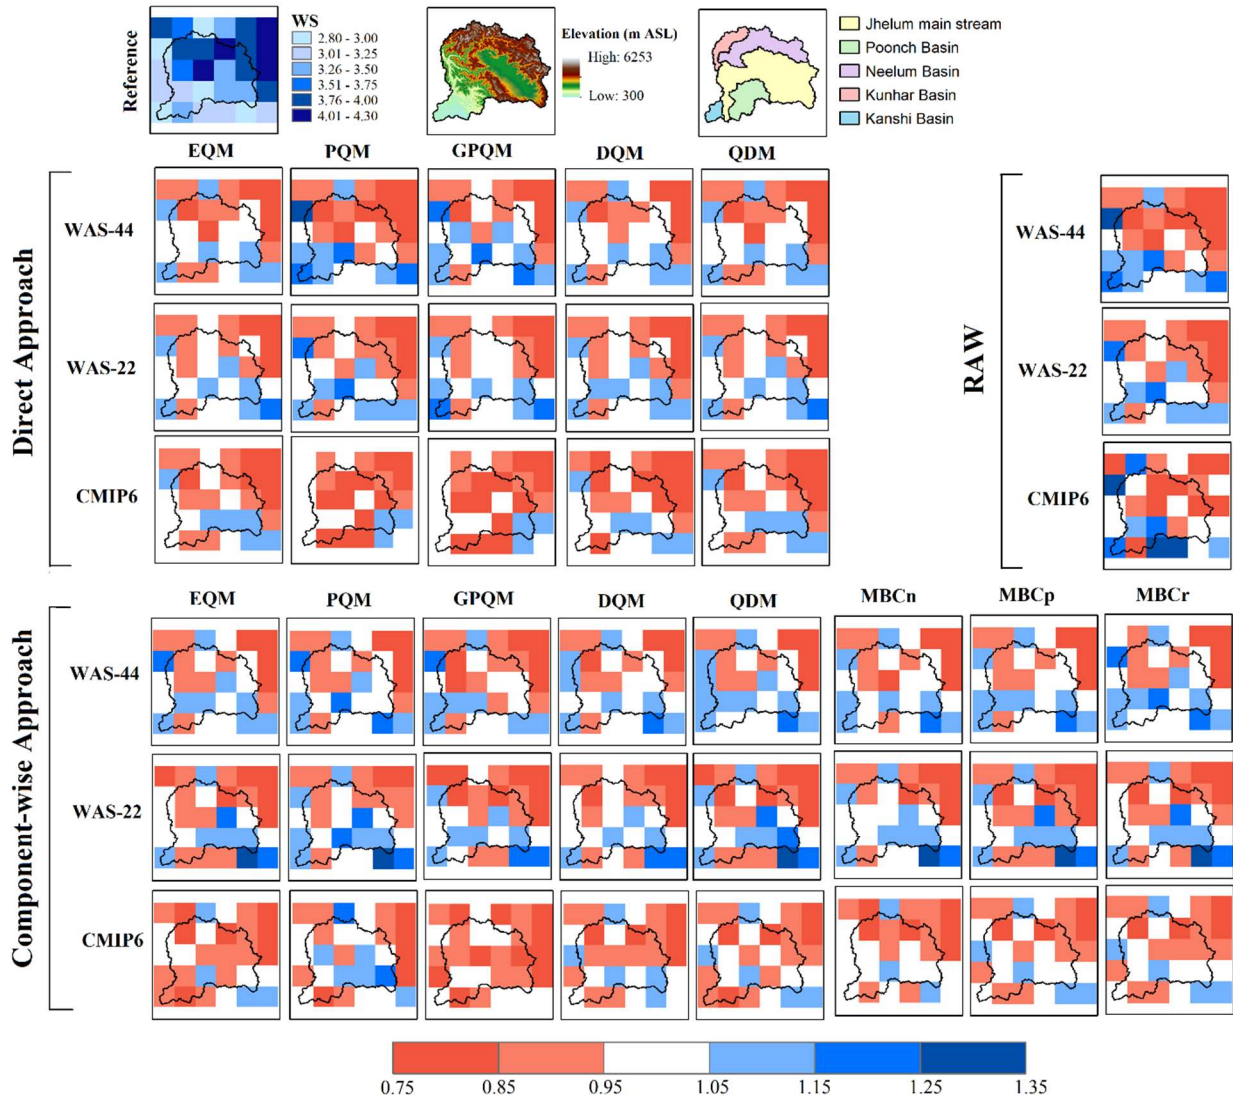 Reference
WS
2.80 - 3.00
3.01 - 3.25
3.26 - 3.50
3.51 - 3.75
3.76 - 4.00
4.01 - 4.30
Elevation (m ASL)
High: 6253
Low: 300
Jhelum main stream
Poonch Basin
Neelum Basin
Kunhar Basin
Kanshi Basin
Direct Approach
EQM PQM GPQM DQM QDM
WAS-44
WAS-22
CMIP6
RAW
WAS-44
WAS-22
CMIP6
Component-wise Approach
EQM PQM GPQM DQM QDM MBCn MBCp MBCr
WAS-44
WAS-22
CMIP6
0.75 0.85 0.95 1.05 1.15 1.25 1.35